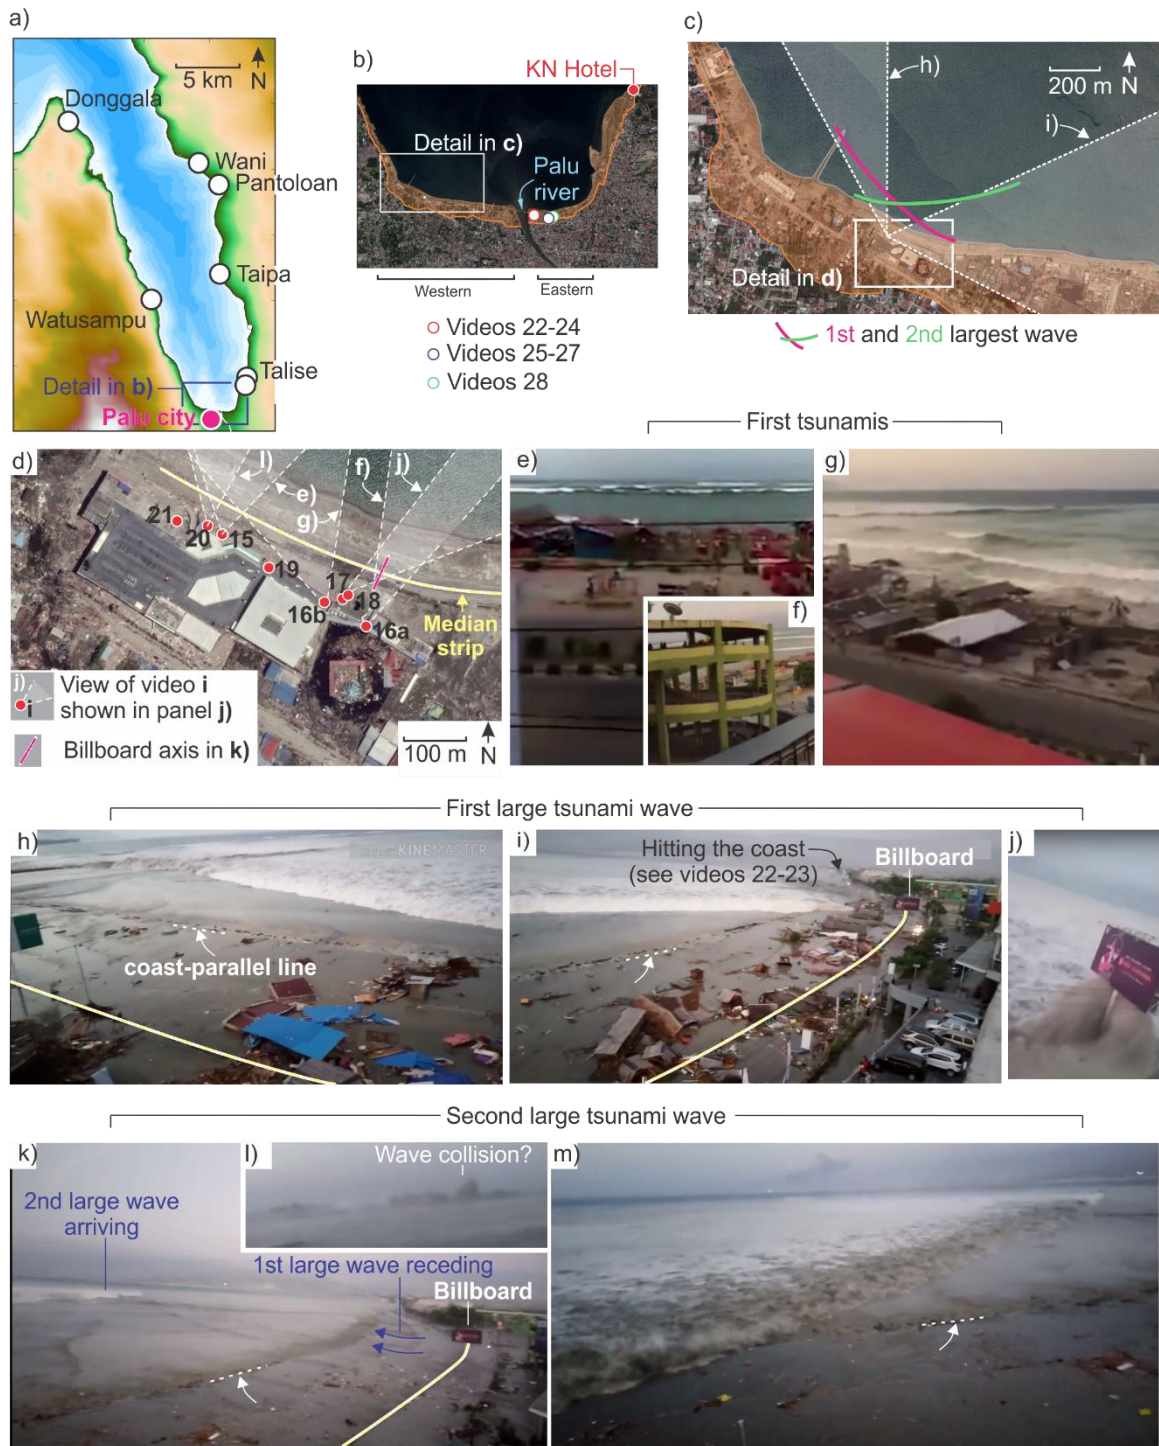 a)
5 km
N
Donggala
Wani
Pantoloan
Taipa
Watusampu
Talise
Detail in b)
Palu city
b)
KN Hotel
Detail in c)
Palu
river
Western
Eastern
Videos 22-24
Videos 25-27
Videos 28
c)
h)
200 m
N
i)
Detail in d)
1st and 2nd largest wave
First tsunamis
d)
l)
f)
j)
e)
g)
21
20
15
19
17
18
16b
16a
Median
strip
j)
i
View of video i
shown in panel j)
Billboard axis in k)
100 m
N
e)
f)
g)
First large tsunami wave
h)
KINEMASTER
coast-parallel line
i)
Hitting the coast
(see videos 22-23)
Billboard
j)
Second large tsunami wave
k)
2nd large wave
arriving
1st large wave receding
Billboard
l)
Wave collision?
m)